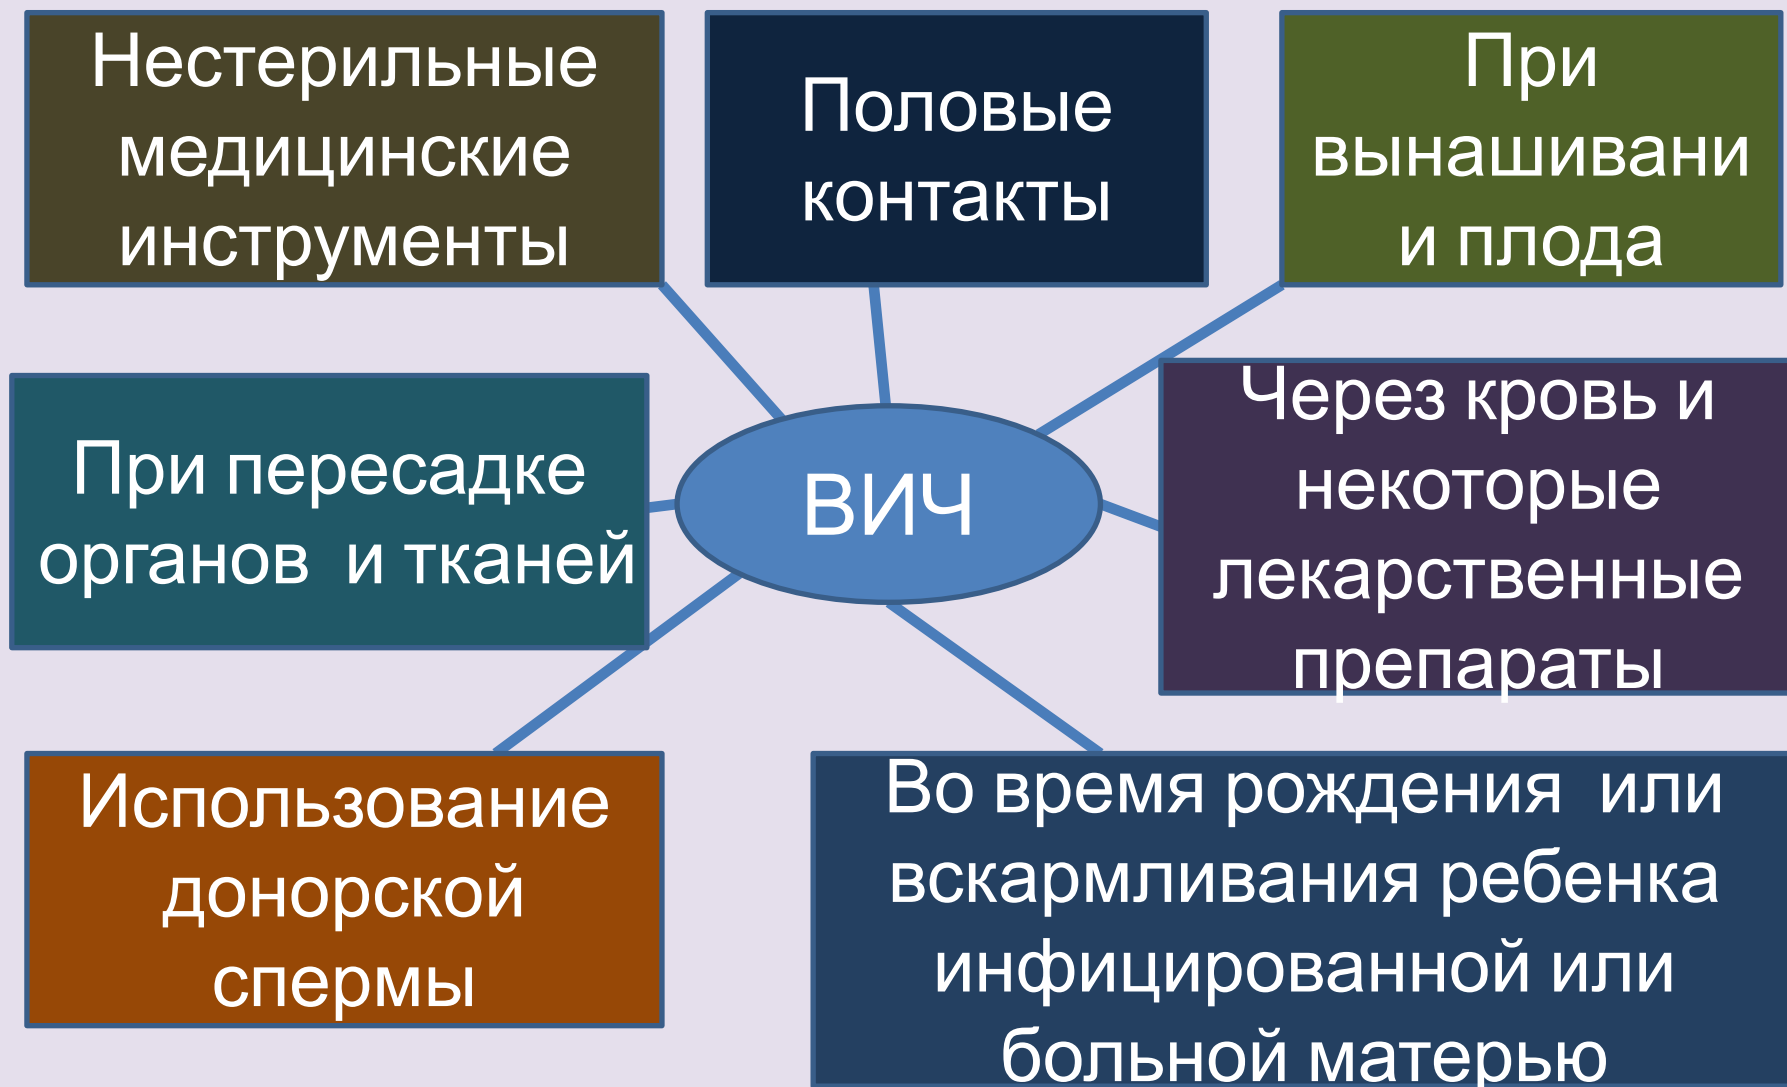 Нестерильные
медицинские
инструменты
Половые
контакты
При
вынашивани
и плода
При пересадке
органов и тканей
ВИЧ
Через кровь и
некоторые
лекарственные
препараты
Использование
донорской
спермы
Во время рождения или
вскармливания ребенка
инфицированной или
больной матерью